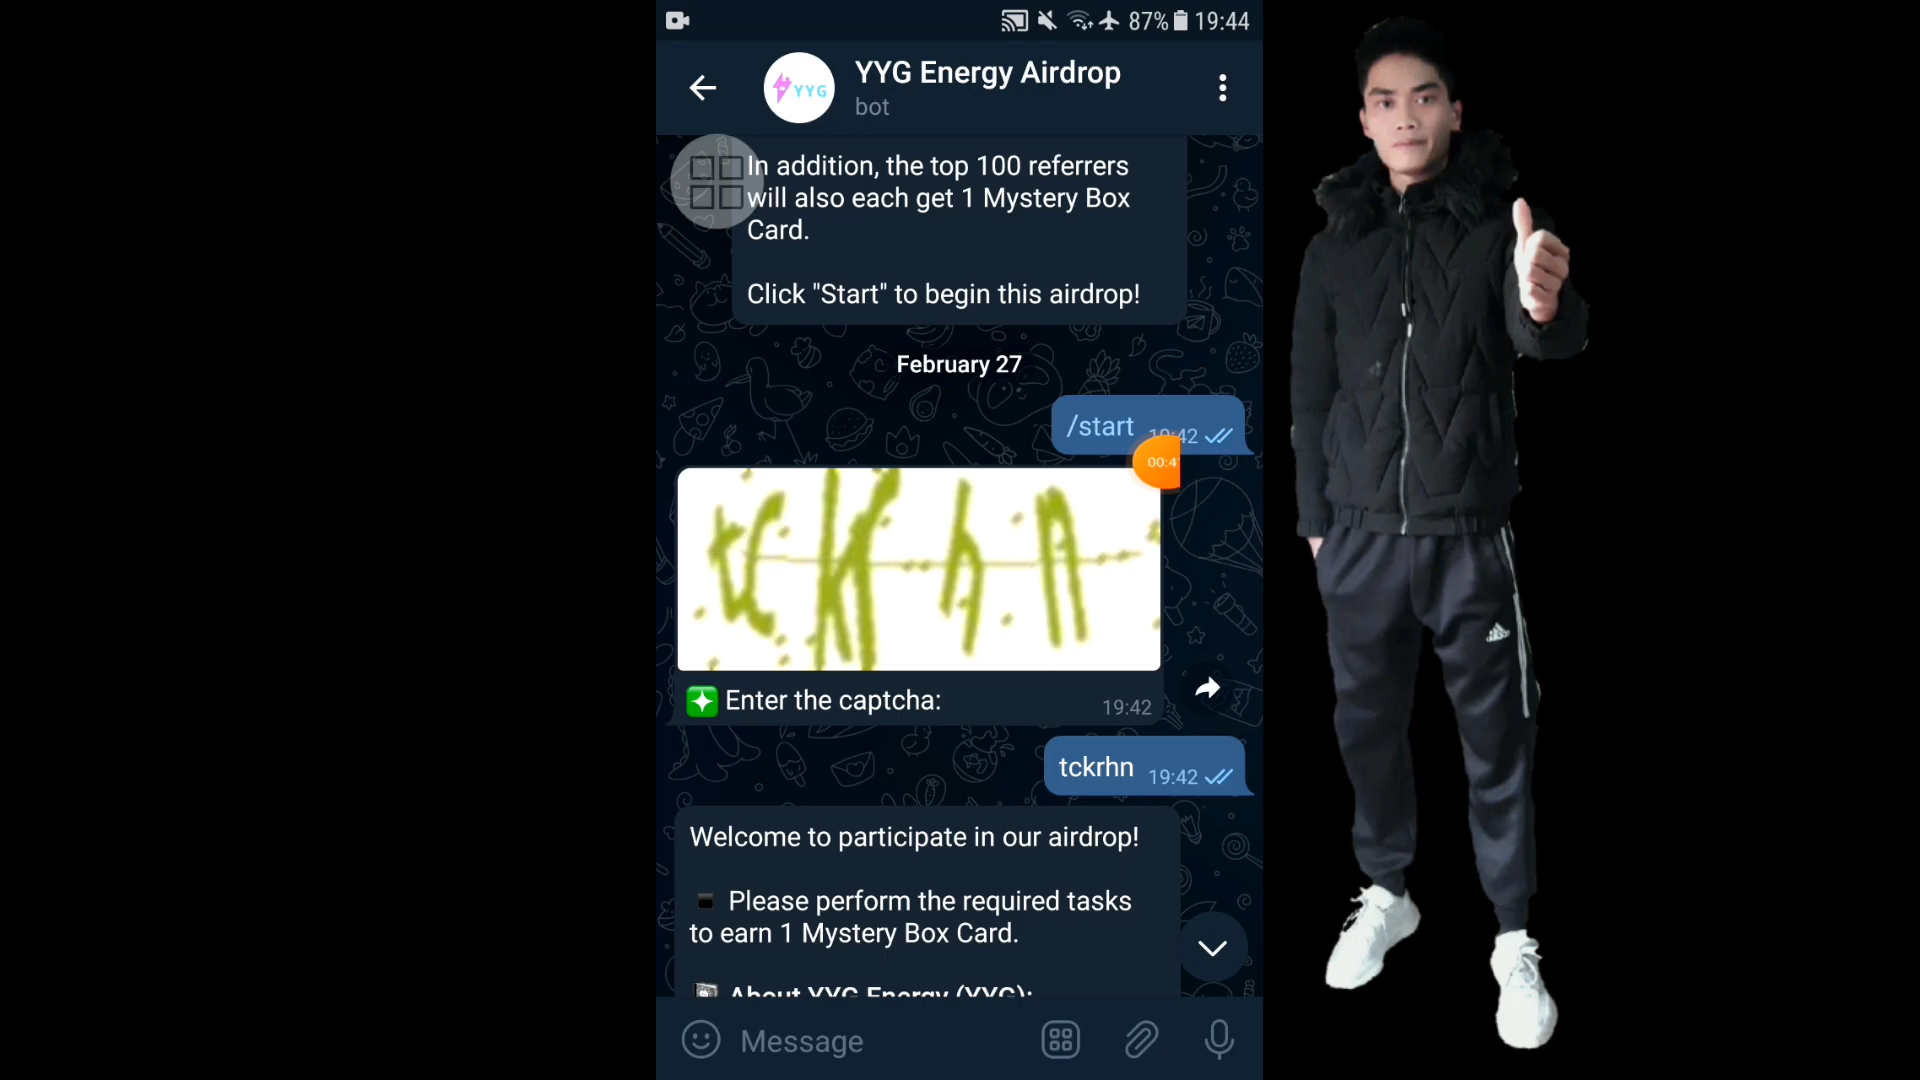 87% 19:44
YYG Energy Airdrop
YYG
bot
In addition, the top 100 referrers
will also each get 1 Mystery Box
Card.
Click "Start" to begin this airdrop!
February 27
/start 19:42
00:4
Enter the captcha:
19:42
tckrhn 19:42
Welcome to participate in our airdrop!
Please perform the required tasks
to earn 1 Mystery Box Card.
About YYG Energy (YYG):
Message